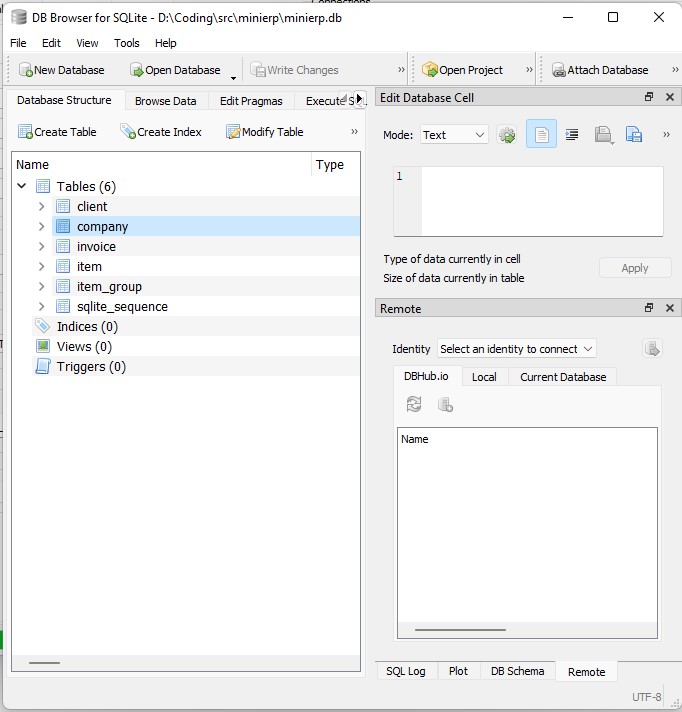 DB Browser for SQLite - D:\Coding\src\minierp\minierp.db
File Edit View Tools Help
New Database Open Database Write Changes » Open Project » Attach Database »
Database Structure Browse Data Edit Pragmas
Create Table Create Index Modify Table »
Name Type
Tables (6)
client
company
invoice
item
item_group
sqlite_sequence
Indices (0)
Views (0)
Triggers (0)
Edit Database Cell
Mode: Text »
1
Type of data currently in cell
Size of data currently in table
Apply
Remote
Identity Select an identity to connect
DBHub.io Local Current Database
Name
SQL Log Plot DB Schema Remote
UTF-8